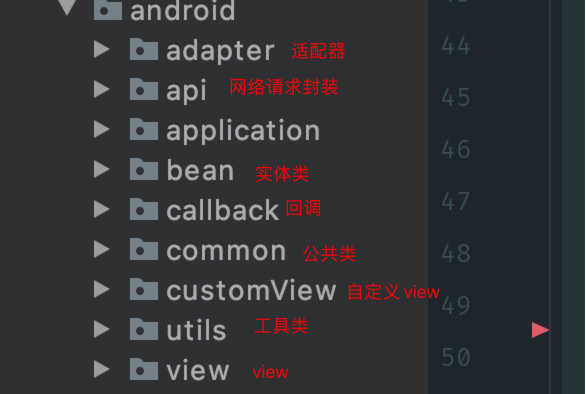 android
adapter 适配器 44
api 网络请求封装 45
application
bean 实体类 46
callback 回调 47
common 公共类 48
customView 自定义view 49
utils 工具类
view view 50